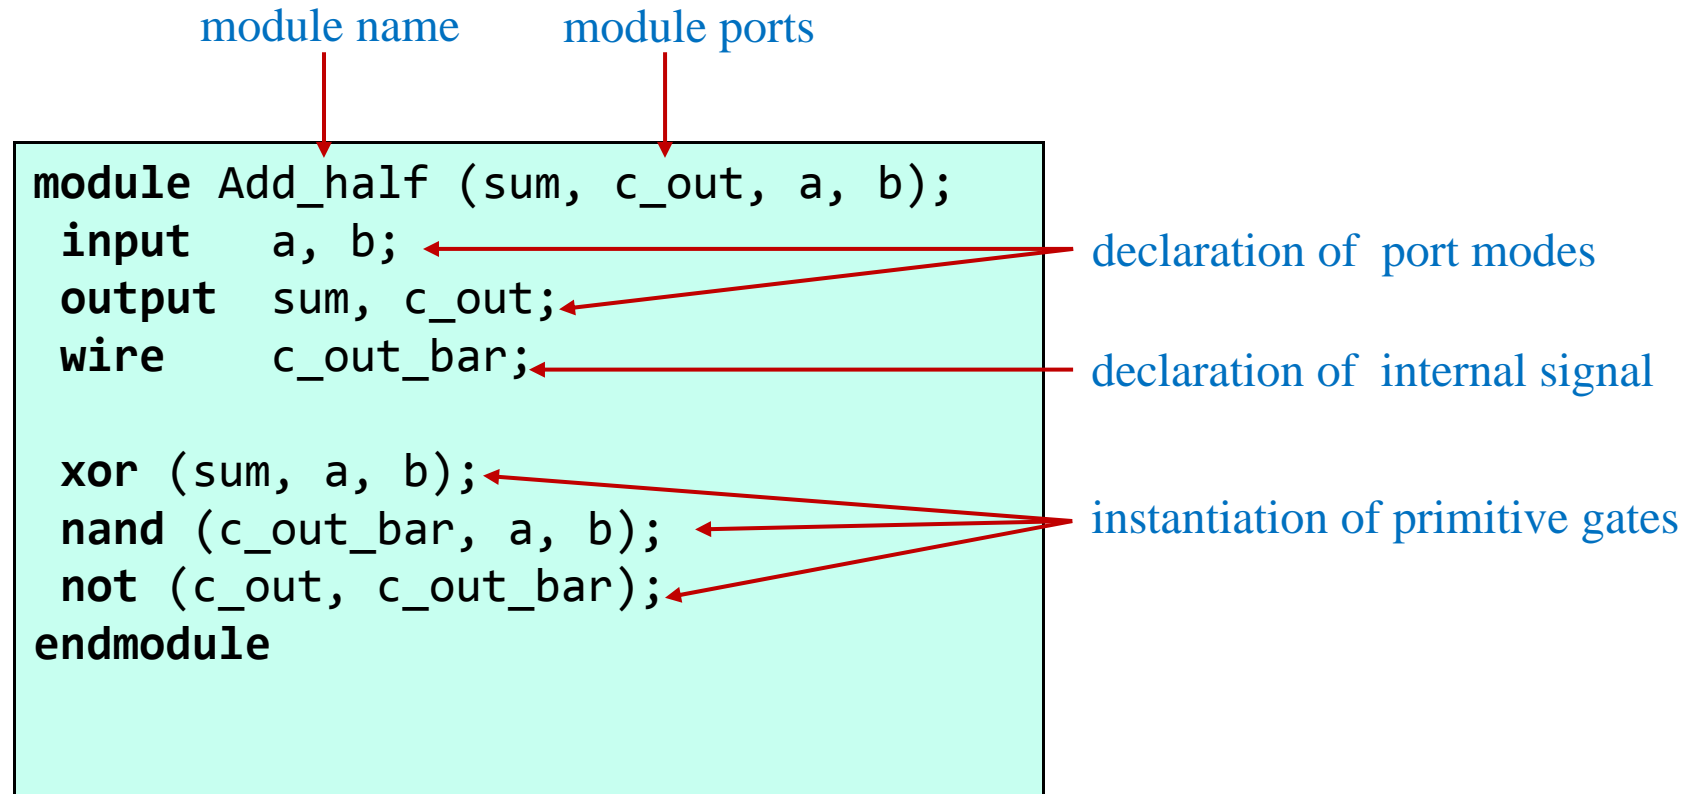 module name module ports
module Add_half (sum, c_out, a, b);
input a, b;
output sum, c_out;
wire c_out_bar;
xor (sum, a, b);
nand (c_out_bar, a, b);
not (c_out, c_out_bar);
endmodule
declaration of port modes
declaration of internal signal
instantiation of primitive gates